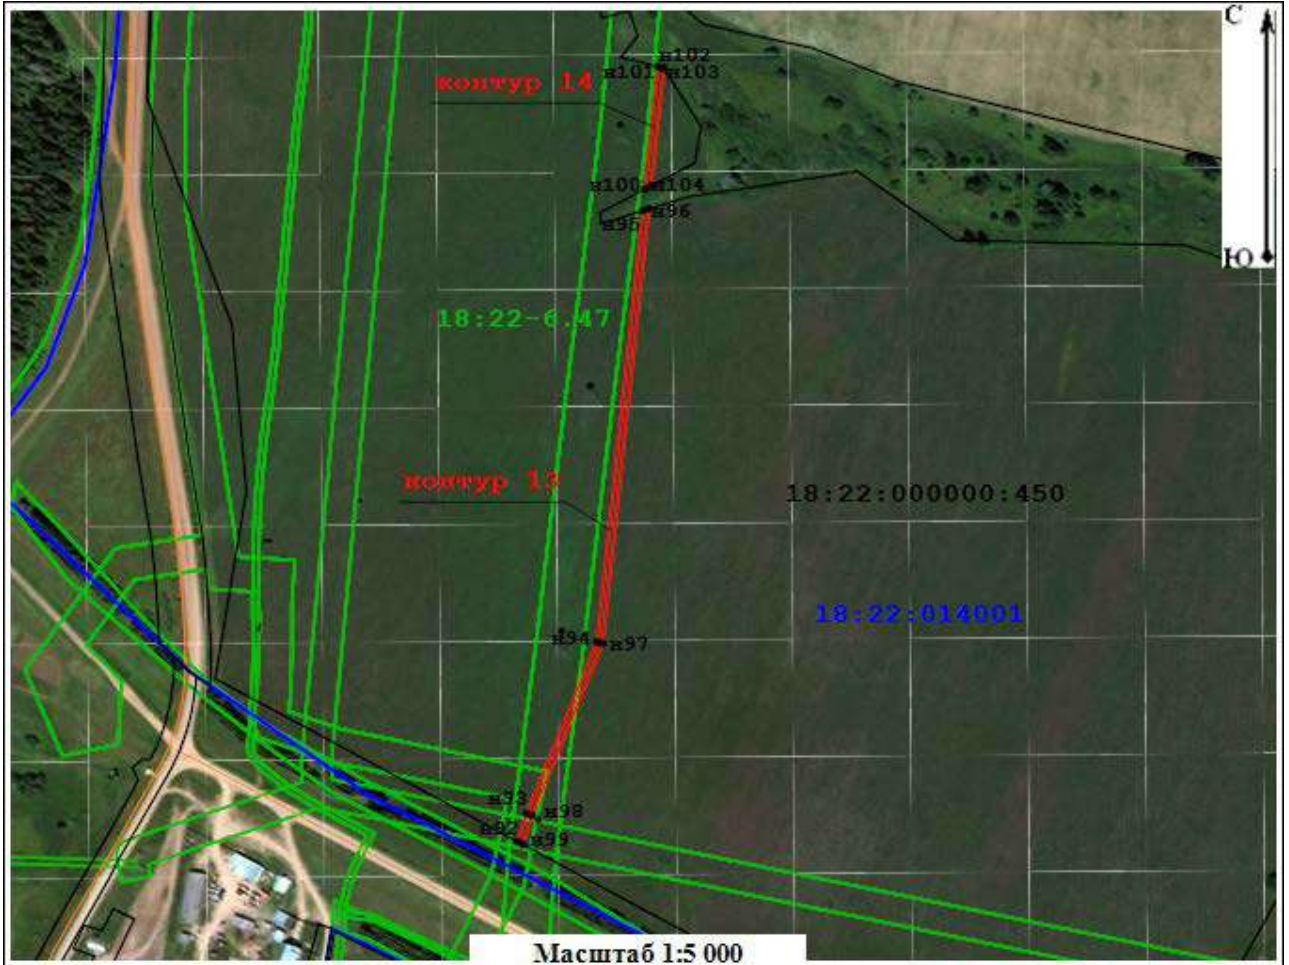 С
н102
н101 н103
контур 14
н100 н104
н96
н95
Ю
18:22-6.47
контур 13
18:22:000000:450
18:22:014001
н94 н97
н93 н98
н92 н99
Масштаб 1:5 000